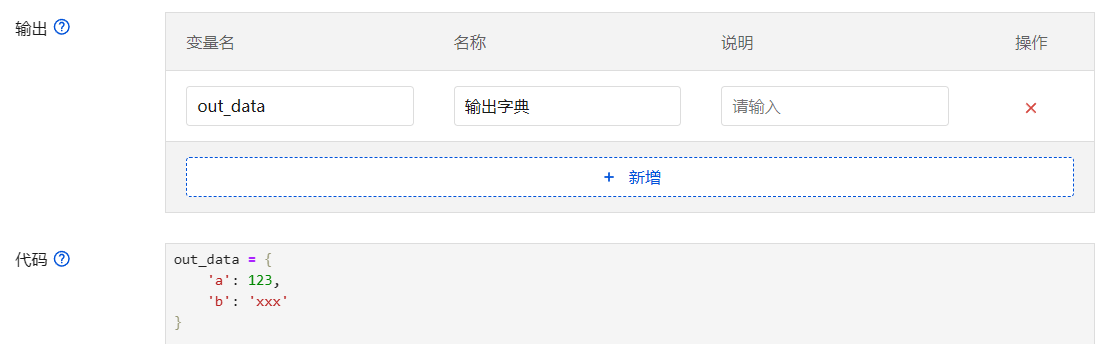 输出
变量名 名称 说明 操作
out_data 输出字典 请输入
+ 新增
代码
out_data = {
    'a': 123,
    'b': 'xxx'
}